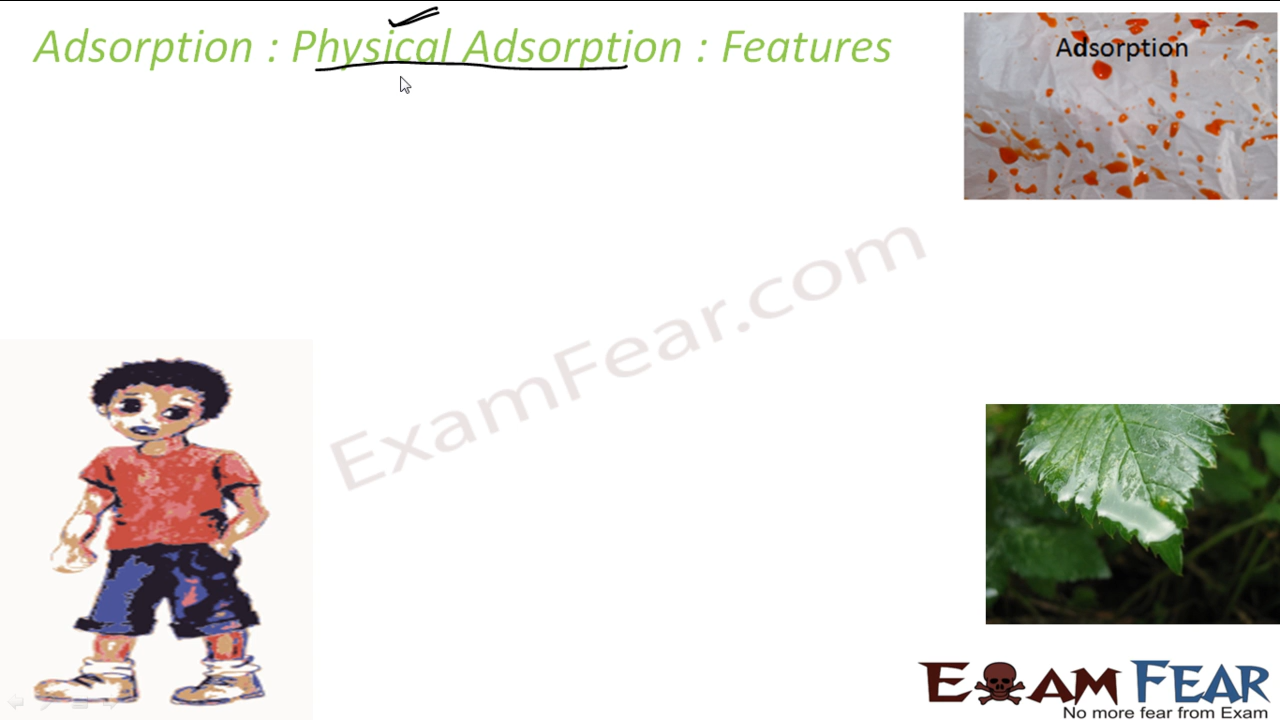 Adsorption : Physical Adsorption : Features
Adsorption
ExamFear.com
EXAM FEAR
No more fear from Exam